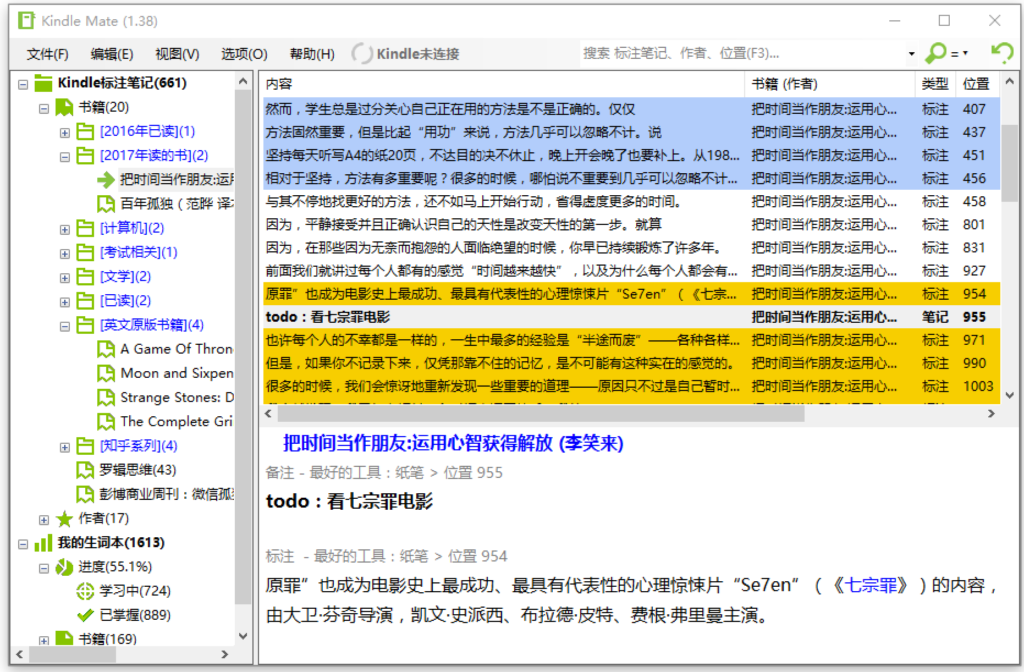 Kindle Mate (1.38)
文件(F) 编辑(E) 视图(V) 选项(O) 帮助(H) Kindle未连接 搜索 标注笔记、作者、位置(F3)... =
Kindle标注笔记(661)
书籍(20)
[2016年已读](1)
[2017年读的书](2)
把时间当作朋友:运用
百年孤独（范晔 译本
[计算机](2)
[考试相关](1)
[文学](2)
[已读](2)
[英文原版书籍](4)
A Game Of Thron
Moon and Sixpen
Strange Stones: D
The Complete Gri
[知乎系列](4)
罗辑思维(43)
彭博商业周刊：微信孤
作者(17)
我的生词本(1613)
进度(55.1%)
学习中(724)
已掌握(889)
书籍(169)
内容 书籍 (作者) 类型 位置
然而，学生总是过分关心自己正在用的方法是不是正确的。仅仅 把时间当作朋友:运用心... 标注 407
方法固然重要，但是比起“用功”来说，方法几乎可以忽略不计。说 把时间当作朋友:运用心... 标注 437
坚持每天听写A4的纸20页，不达目的决不休止，晚上开会晚了也要补上。从198... 把时间当作朋友:运用心... 标注 451
相对于坚持，方法有多重要呢？很多的时候，哪怕说不重要到几乎可以忽略不计... 把时间当作朋友:运用心... 标注 456
与其不停地找更好的方法，还不如马上开始行动，省得虚度更多的时间。 把时间当作朋友:运用心... 标注 458
因为，平静接受并且正确认识自己的天性是改变天性的第一步。就算 把时间当作朋友:运用心... 标注 801
因为，在那些因为无奈而抱怨的人面临绝望的时候，你早已持续锻炼了许多年。 把时间当作朋友:运用心... 标注 831
前面我们就讲过每个人都有的感觉“时间越来越快”，以及为什么每个人都会有... 把时间当作朋友:运用心... 标注 927
原罪”也成为电影史上最成功、最具有代表性的心理惊悚片“Se7en”（《七宗... 把时间当作朋友:运用心... 标注 954
todo：看七宗罪电影 把时间当作朋友:运用心... 笔记 955
也许每个人的不幸都是一样的，一生中最多的经验是“半途而废”——各种各样... 把时间当作朋友:运用心... 标注 971
但是，如果你不记录下来，仅凭那靠不住的记忆，是不可能有这种实在的感觉的。 把时间当作朋友:运用心... 标注 990
很多的时候，我们会惊讶地重新发现一些重要的道理——原因只不过是自己暂时... 把时间当作朋友:运用心... 标注 1003
把时间当作朋友:运用心智获得解放 (李笑来)
备注 - 最好的工具：纸笔 > 位置 955
todo：看七宗罪电影
标注 - 最好的工具：纸笔 > 位置 954
原罪”也成为电影史上最成功、最具有代表性的心理惊悚片“Se7en”（《七宗罪》）的内容，
由大卫·芬奇导演，凯文·史派西、布拉德·皮特、费根·弗里曼主演。